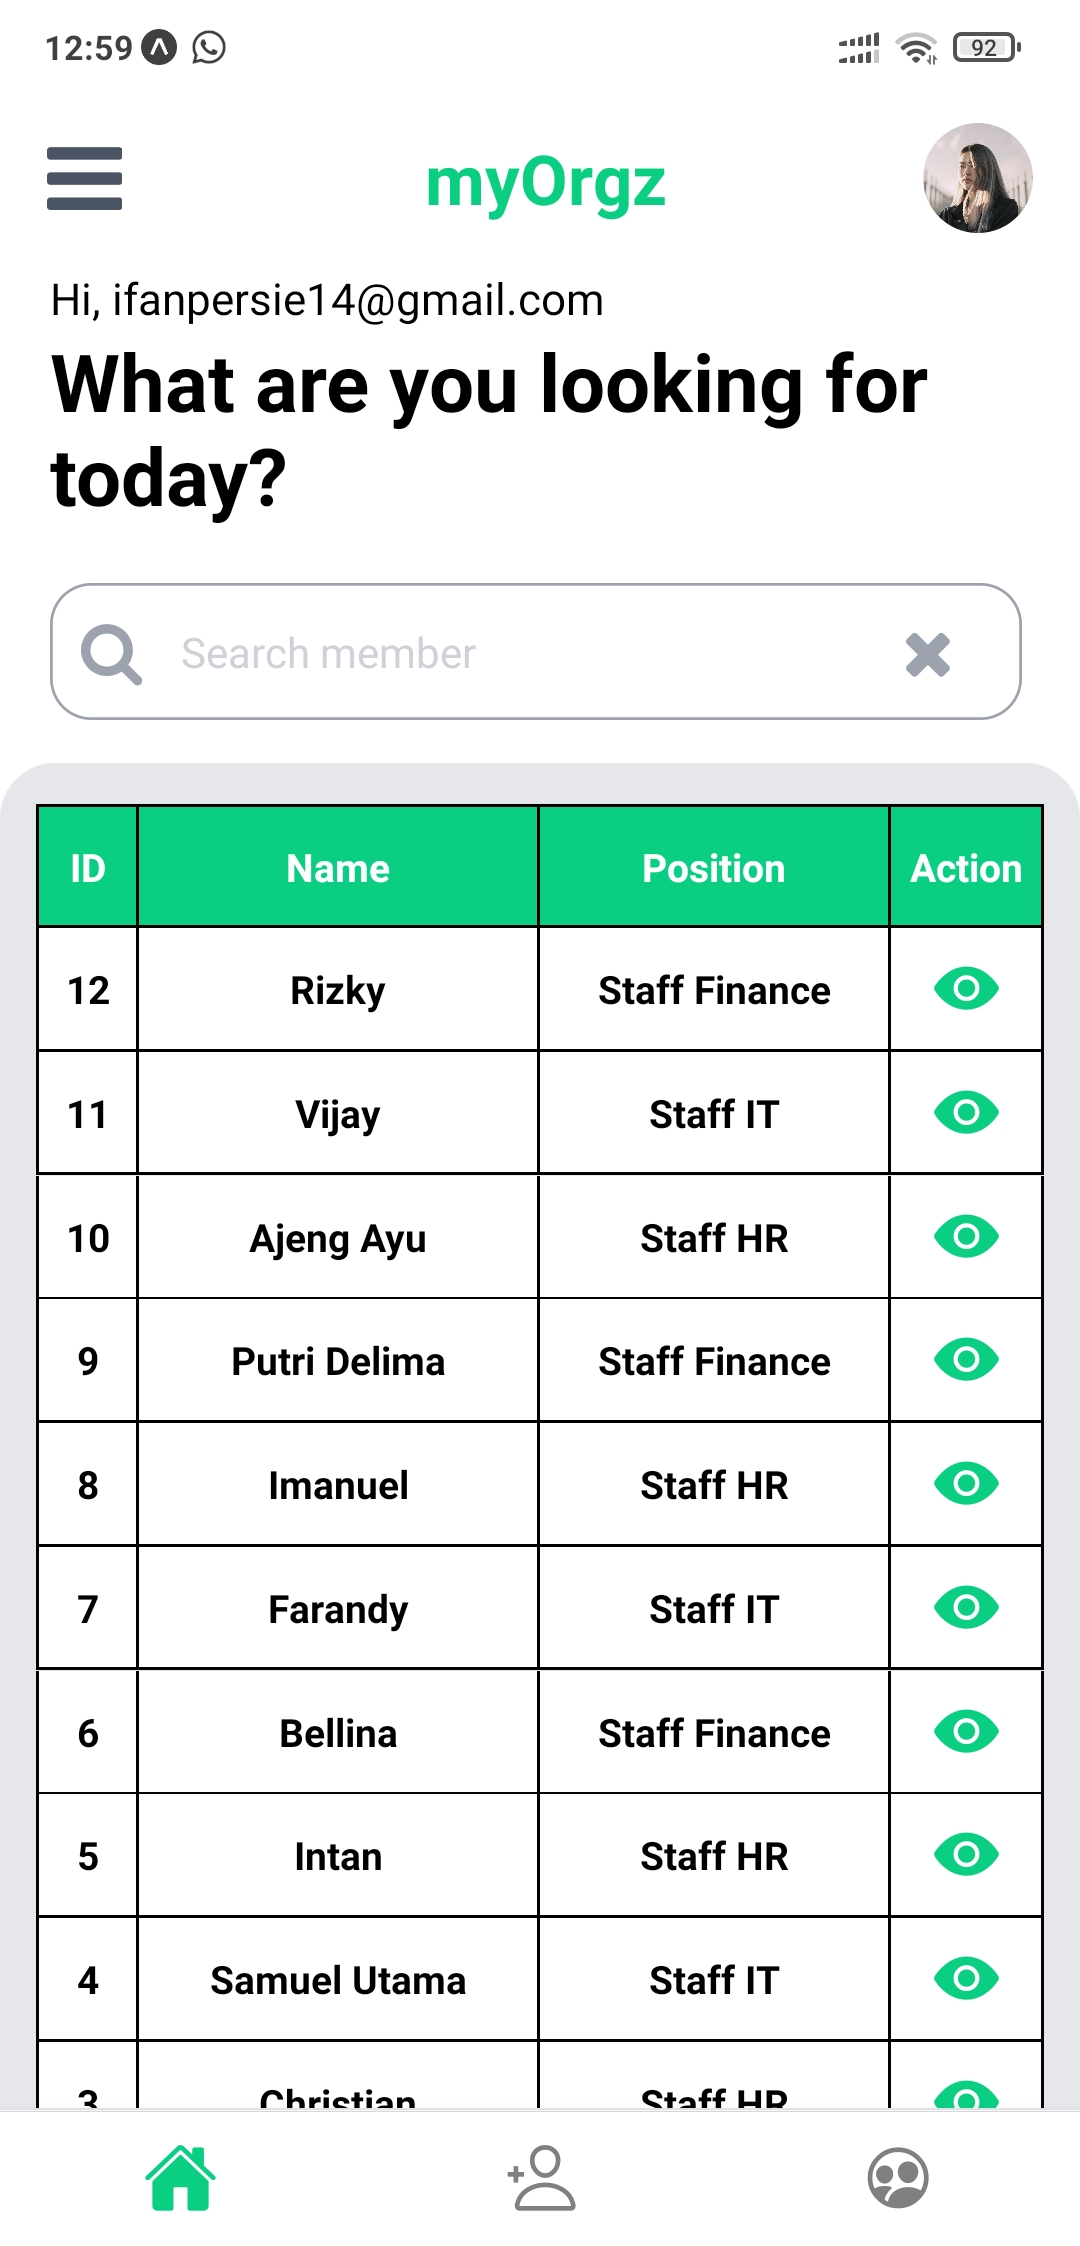 12:59
92
myOrgz
Hi, ifanpersie14@gmail.com
What are you looking for
today?
Search member
ID Name Position Action
12 Rizky Staff Finance
11 Vijay Staff IT
10 Ajeng Ayu Staff HR
9 Putri Delima Staff Finance
8 Imanuel Staff HR
7 Farandy Staff IT
6 Bellina Staff Finance
5 Intan Staff HR
4 Samuel Utama Staff IT
3 Christian Staff HR